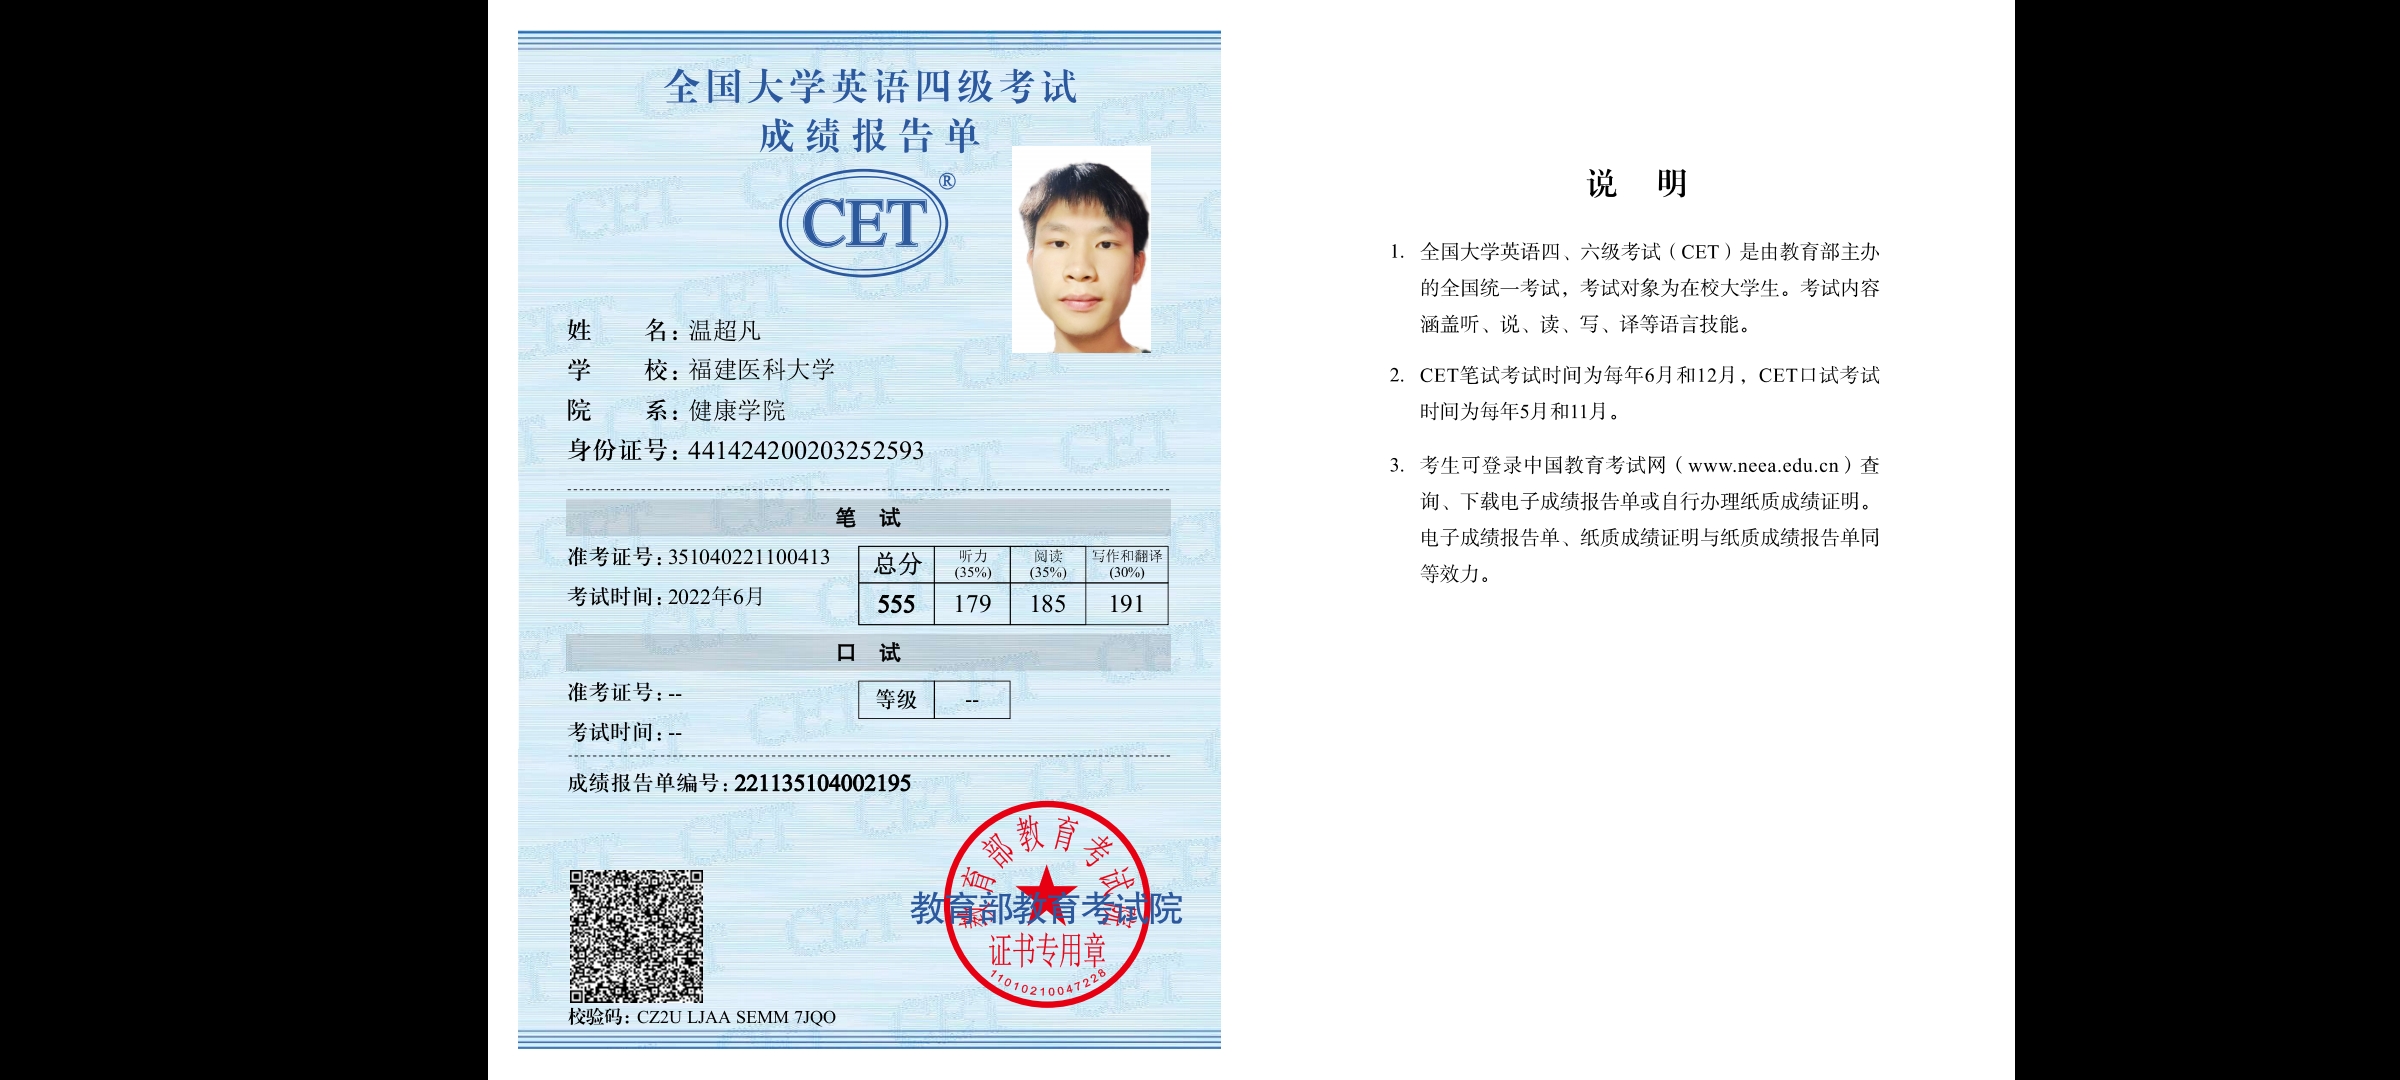 全国大学英语四级考试
成绩报告单
CET®
姓 名：温超凡
学 校：福建医科大学
院 系：健康学院
身份证号：441424200203252593
笔 试
准考证号：351040221100413
考试时间：2022年6月
总分 听力(35%) 阅读(35%) 写作和翻译(30%)
555 179 185 191
口 试
准考证号：--
等级 --
考试时间：--
成绩报告单编号：221135104002195
教育部教育考试院
教育部教育考试院
证书专用章
11010210047228
校验码：CZ2U LJAA SEMM 7JQO
说 明
1. 全国大学英语四、六级考试（CET）是由教育部主办
的全国统一考试，考试对象为在校大学生。考试内容
涵盖听、说、读、写、译等语言技能。
2. CET笔试考试时间为每年6月和12月，CET口试考试
时间为每年5月和11月。
3. 考生可登录中国教育考试网（www.neea.edu.cn）查
询、下载电子成绩报告单或自行办理纸质成绩证明。
电子成绩报告单、纸质成绩证明与纸质成绩报告单同
等效力。